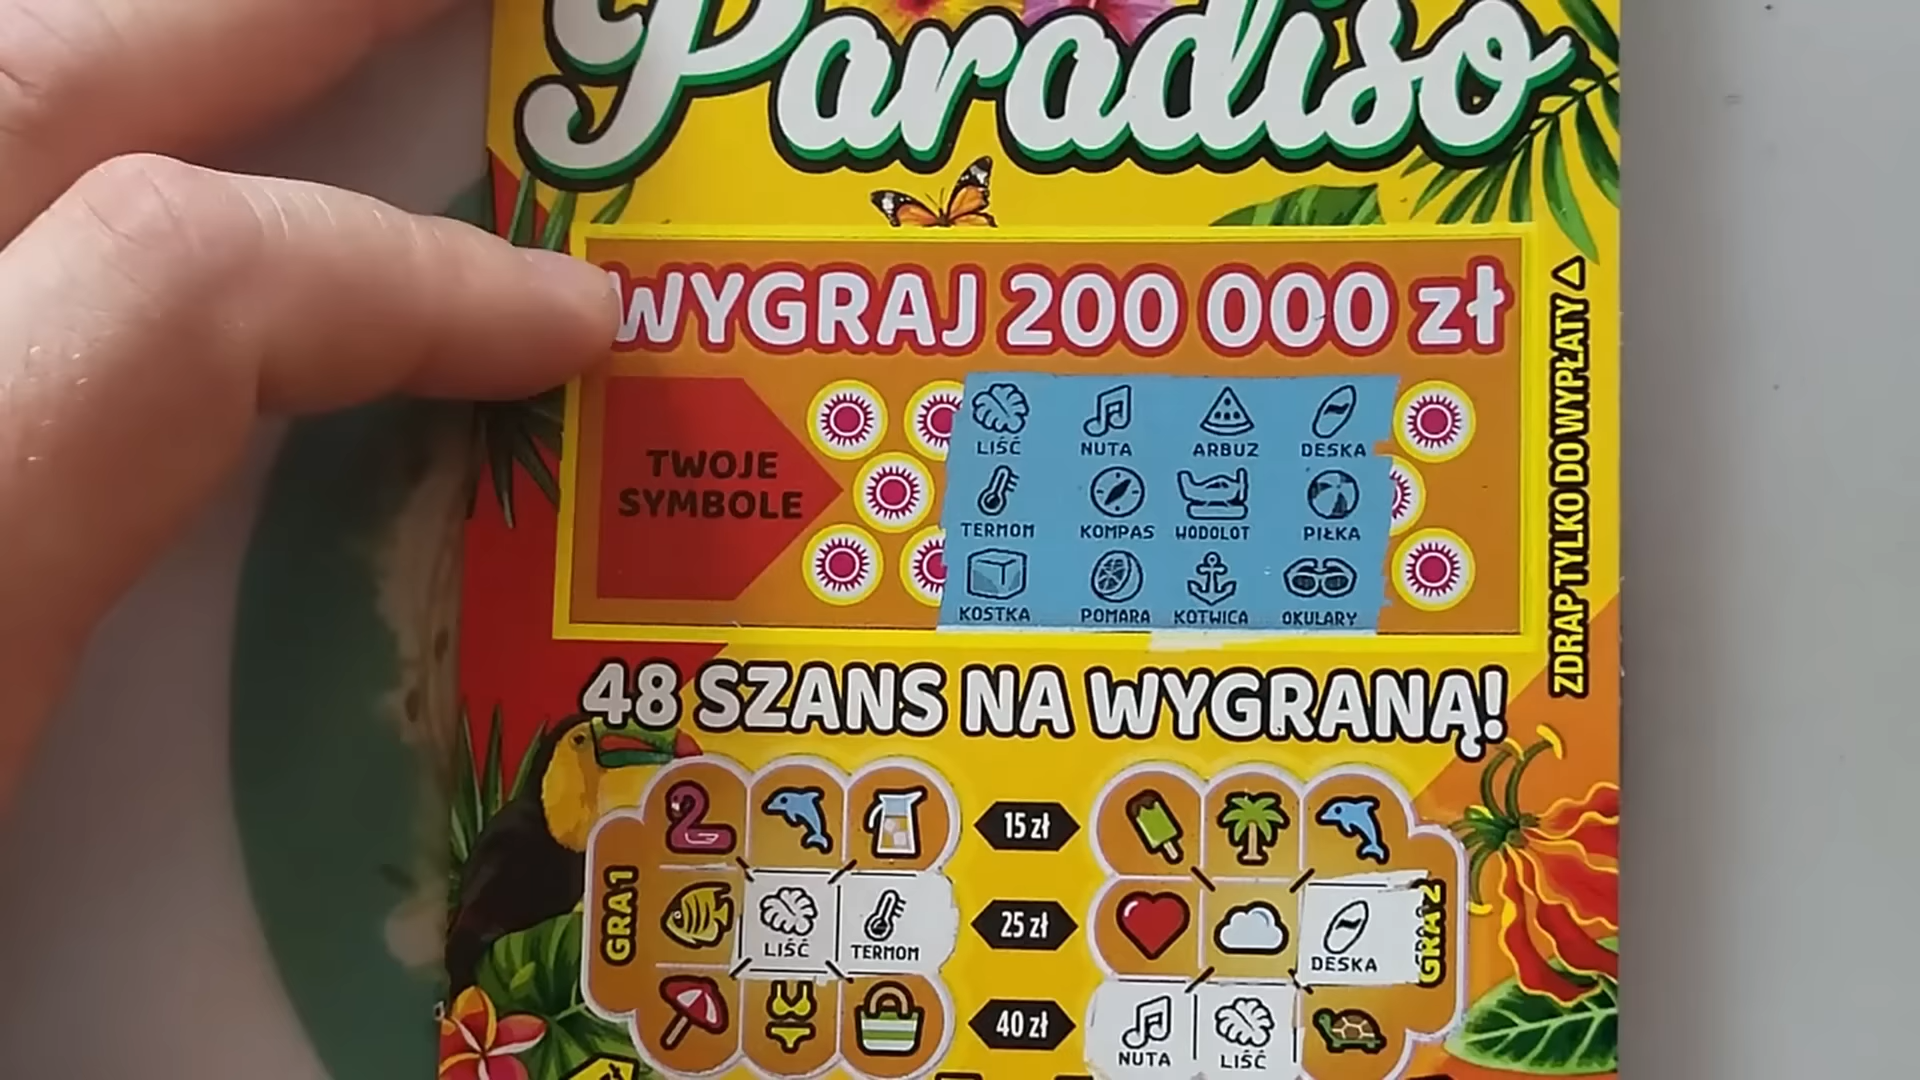 Paradiso
WYGRAJ 200 000 zł
TWOJE
SYMBOLE
LIŚĆ NUTA ARBUZ DESKA
TERMOM KOMPAS WODOLOT PIŁKA
KOSTKA POMARA KOTWICA OKULARY
ZDRAP TYLKO DO WYPŁATY
48 SZANS NA WYGRANĄ!
GRA 1
LIŚĆ TERMOM
15 zł
25 zł
40 zł
GRA 2
DESKA
NUTA LIŚĆ